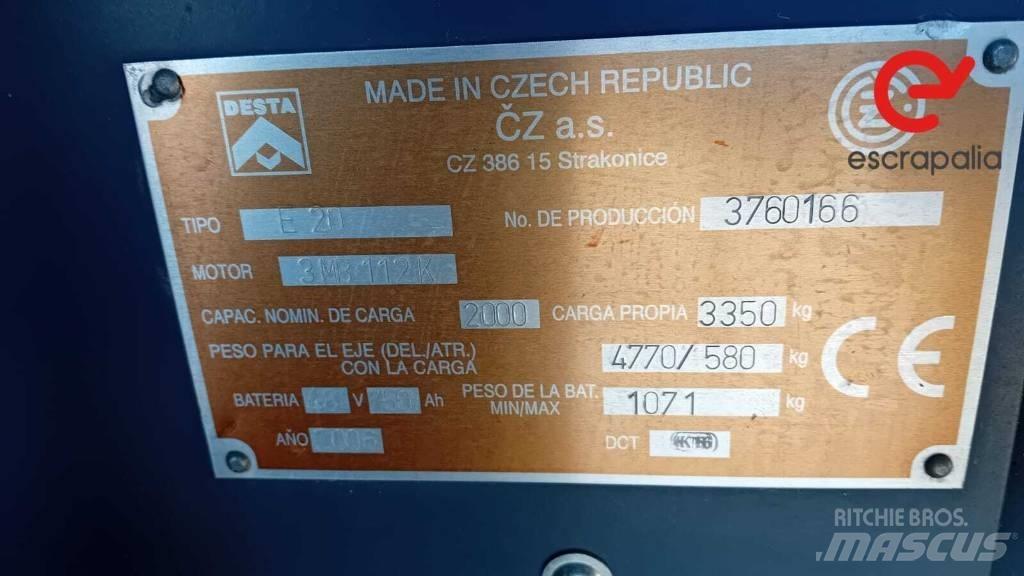 DESTA
MADE IN CZECH REPUBLIC
ČZ a.s.
CZ 386 15 Strakonice
escrapalia
TIPO E 20 No. DE PRODUCCIÓN 3760166
MOTOR 3M3112K
CAPAC. NOMIN. DE CARGA 2000 CARGA PROPIA 3350 kg
PESO PARA EL EJE (DEL./ATR.)
CON LA CARGA 4770/580 kg
BATERIA V Ah PESO DE LA BAT.
MIN/MAX 1071 kg
AÑO DCT
CE
RITCHIE BROS.
MASCUS